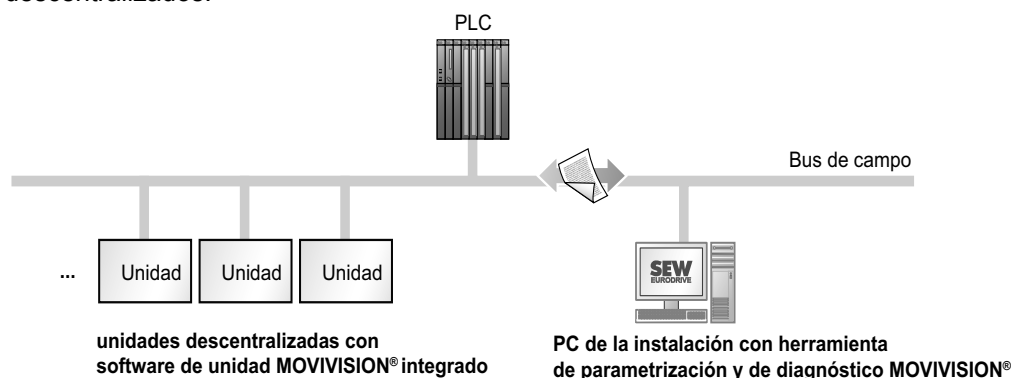 descentralizados.
PLC
Bus de campo
... Unidad Unidad Unidad
SEW
EURODRIVE
unidades descentralizadas con
software de unidad MOVIVISION® integrado
PC de la instalación con herramienta
de parametrización y de diagnóstico MOVIVISION®